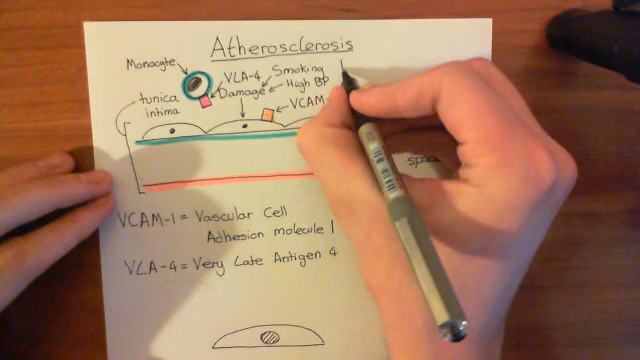 Atherosclerosis
Monocyte
VLA-4
Smoking
Damage
High BP
tunica
intima
VCAM-
VCAM-1 = Vascular Cell
Adhesion molecule 1
VLA-4 = Very Late Antigen 4